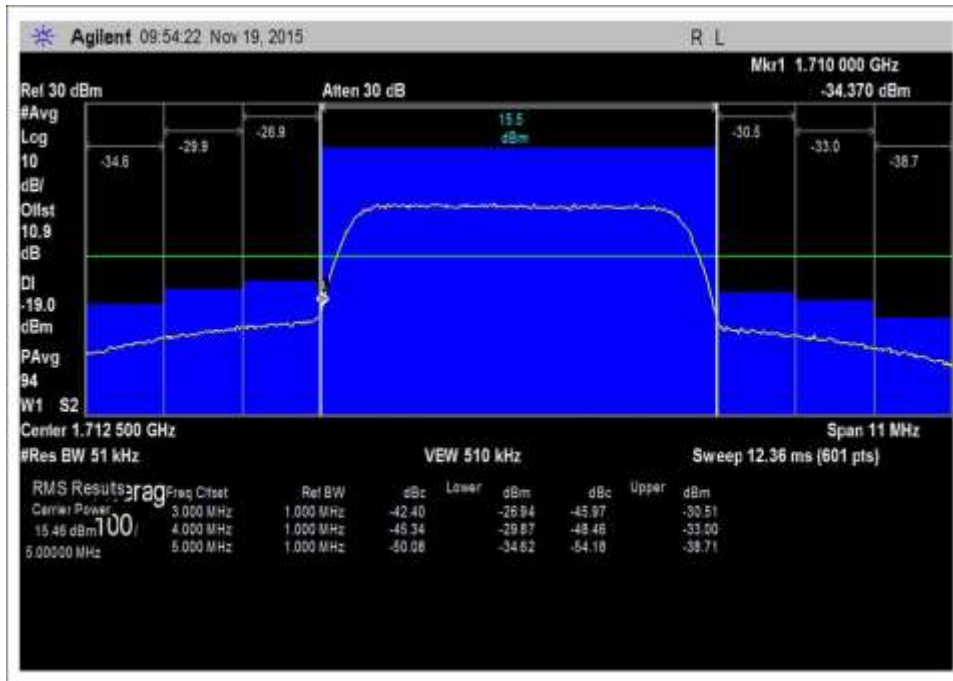 Agilent 09:54:22 Nov 19, 2015 R L
Mkr1 1.710 000 GHz
Ref 30 dBm Atten 30 dB -34.370 dBm
#Avg
Log
10
dB/
Offst
10.9
dB
DI
-19.0
dBm
PAvg
94
W1 S2
-34.6 -29.9 -26.9 15.5 dBm -30.5 -33.0 -38.7
Center 1.712 500 GHz Span 11 MHz
#Res BW 51 kHz VBW 510 kHz Sweep 12.36 ms (601 pts)
RMS Results Freq Offset Ref BW dBc Lower dBm dBc Upper dBm
Carrier Power 3.000 MHz 1.000 MHz -42.40 -26.94 -45.97 -30.51
15.46 dBm/ 4.000 MHz 1.000 MHz -45.34 -29.87 -48.46 -33.00
5.00000 MHz 5.000 MHz 1.000 MHz -50.08 -34.62 -54.18 -38.71
100